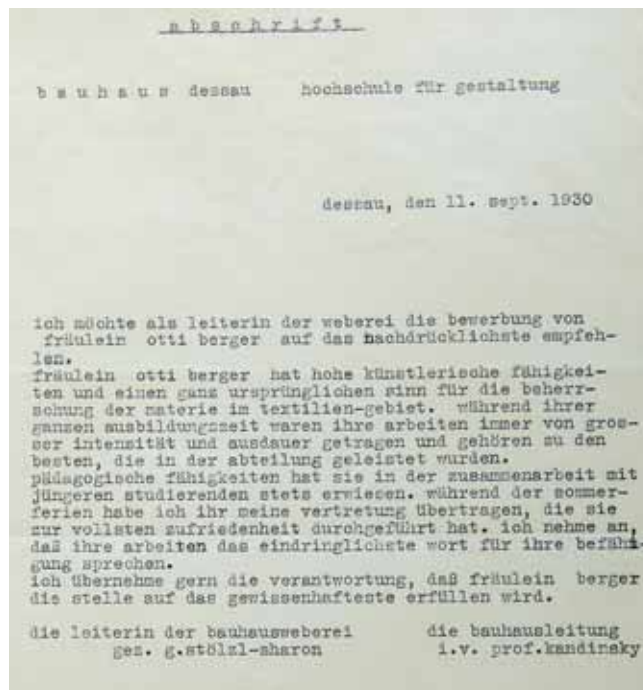 a b s c h r i f t
b a u h a u s dessau hochschule für gestaltung
dessau, den 11. sept. 1930
ich möchte als leiterin der weberei die bewerbung von
fräulein otti berger auf das nachdrücklichste empfeh-
len.
fräulein otti berger hat hohe künstlerische fähigkei-
ten und einen ganz ursprünglichen sinn für die beherr-
schung der materie im textilien-gebiet. während ihrer
ganzen ausbildungszeit waren ihre arbeiten immer von gros-
ser intensität und ausdauer getragen und gehören zu den
besten, die in der abteilung geleistet wurden.
pädagogische fähigkeiten hat sie in der zusammenarbeit mit
jüngeren studierenden stets erwiesen. während der sommer-
ferien habe ich ihr meine vertretung übertragen, die sie
zur vollsten zufriedenheit durchgeführt hat. ich nehme an,
daß ihre arbeiten das eindringlichste wort für ihre befähi-
gung sprechen.
ich übernehme gern die verantwortung, daß fräulein berger
die stelle auf das gewissenhafteste erfüllen wird.
die leiterin der bauhausweberei die bauhausleitung
gez. g.stölzl-sharon i.v. prof.kandinsky